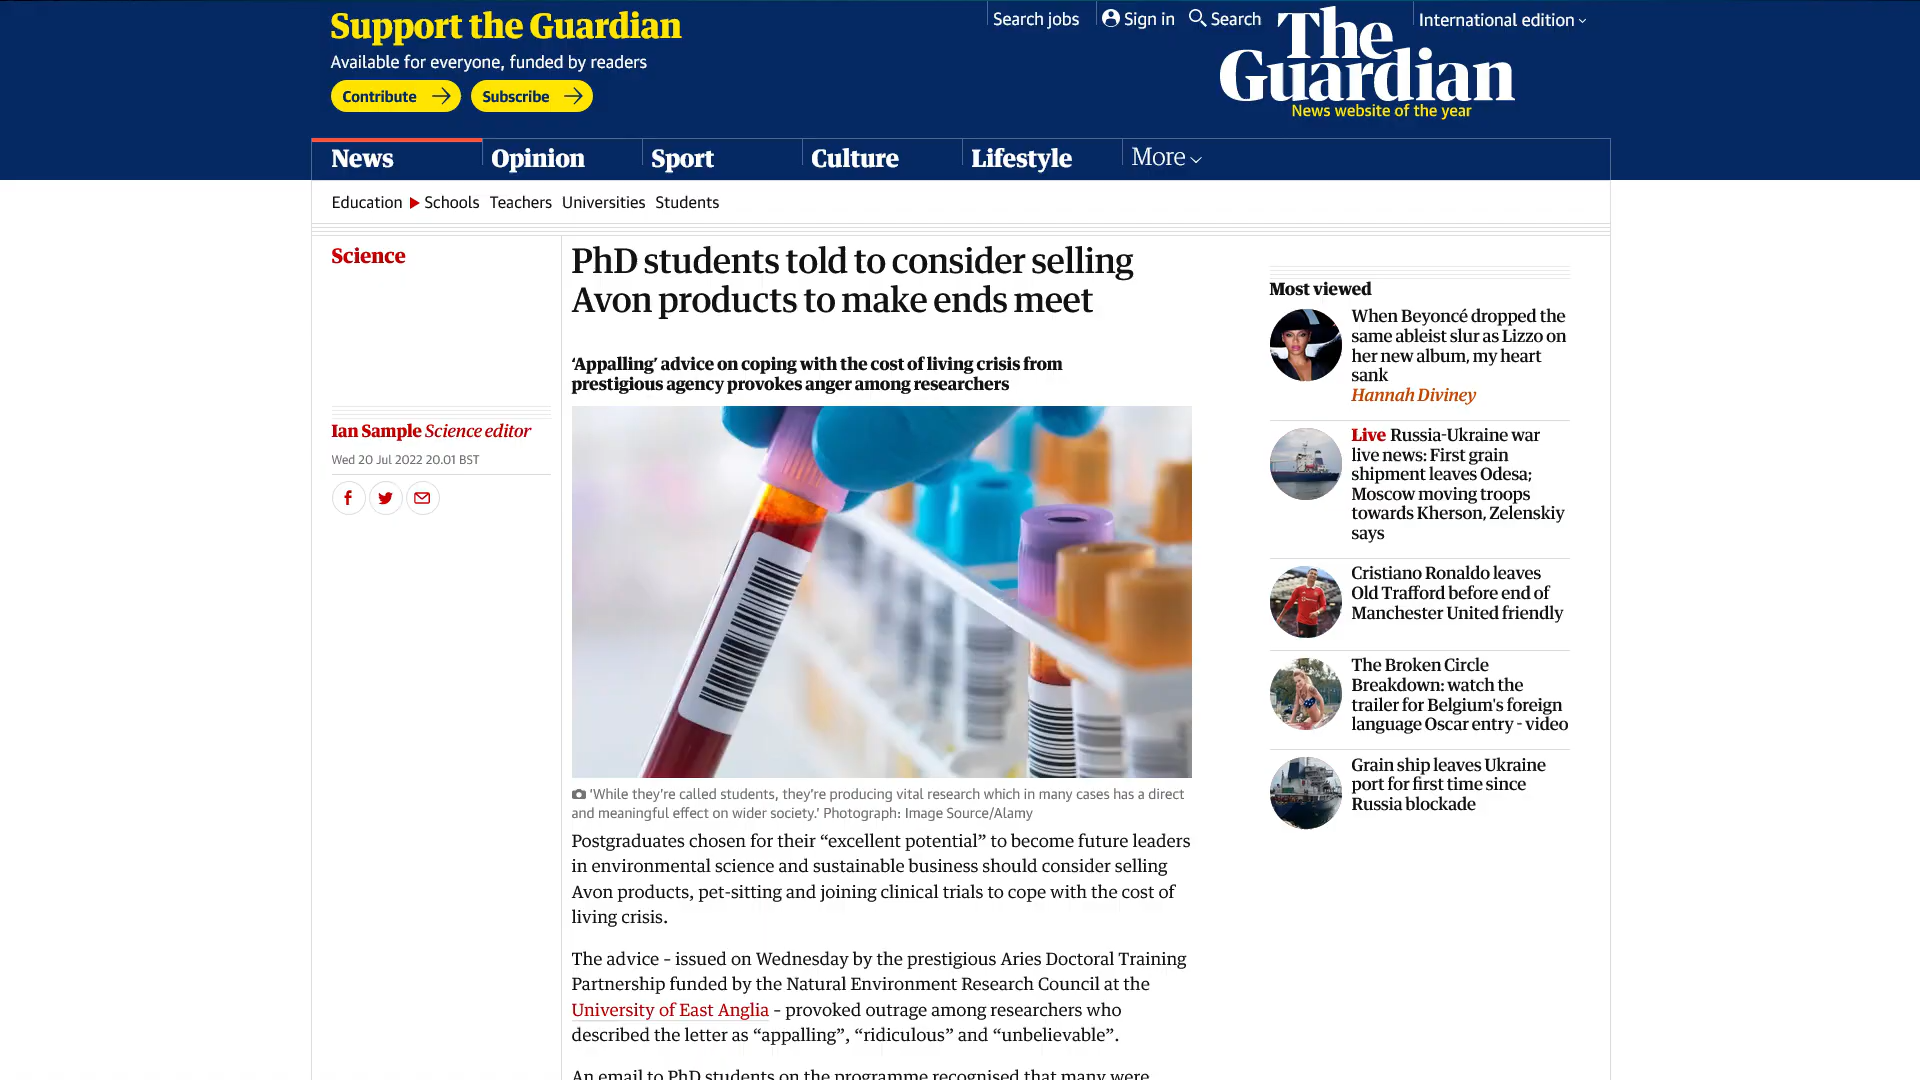 Support the Guardian
Available for everyone, funded by readers
Contribute
Subscribe
Search jobs
Sign in
Search
International edition
The
Guardian
News website of the year
News
Opinion
Sport
Culture
Lifestyle
More
Education
Schools
Teachers
Universities
Students
Science
PhD students told to consider selling
Avon products to make ends meet
‘Appalling’ advice on coping with the cost of living crisis from
prestigious agency provokes anger among researchers
Ian Sample Science editor
Wed 20 Jul 2022 20.01 BST
‘While they’re called students, they’re producing vital research which in many cases has a direct
and meaningful effect on wider society.’ Photograph: Image Source/Alamy
Postgraduates chosen for their “excellent potential” to become future leaders
in environmental science and sustainable business should consider selling
Avon products, pet-sitting and joining clinical trials to cope with the cost of
living crisis.
The advice – issued on Wednesday by the prestigious Aries Doctoral Training
Partnership funded by the Natural Environment Research Council at the
University of East Anglia – provoked outrage among researchers who
described the letter as “appalling”, “ridiculous” and “unbelievable”.
An email to PhD students on the programme recognised that many were
Most viewed
When Beyoncé dropped the
same ableist slur as Lizzo on
her new album, my heart
sank
Hannah Diviney
Live Russia-Ukraine war
live news: First grain
shipment leaves Odesa;
Moscow moving troops
towards Kherson, Zelenskiy
says
Cristiano Ronaldo leaves
Old Trafford before end of
Manchester United friendly
The Broken Circle
Breakdown: watch the
trailer for Belgium's foreign
language Oscar entry - video
Grain ship leaves Ukraine
port for first time since
Russia blockade